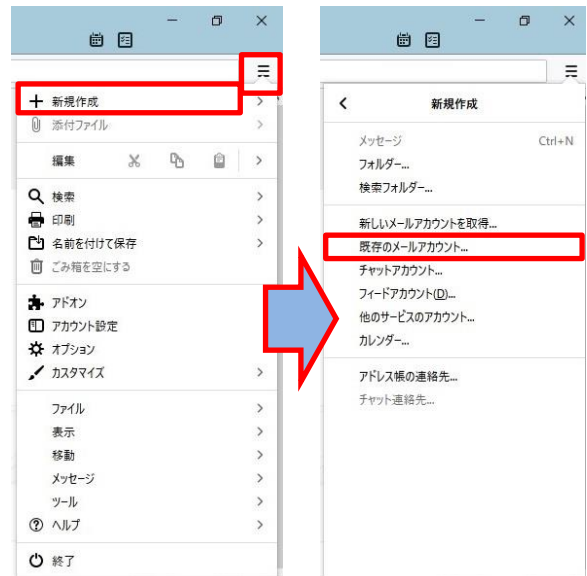 新規作成
添付ファイル
編集
検索
印刷
名前を付けて保存
ごみ箱を空にする
アドオン
アカウント設定
オプション
カスタマイズ
ファイル
表示
移動
メッセージ
ツール
ヘルプ
終了
新規作成
メッセージ Ctrl+N
フォルダー...
検索フォルダー...
新しいメールアカウントを取得...
既存のメールアカウント...
チャットアカウント...
フィードアカウント(D)...
他のサービスのアカウント...
カレンダー...
アドレス帳の連絡先...
チャット連絡先...